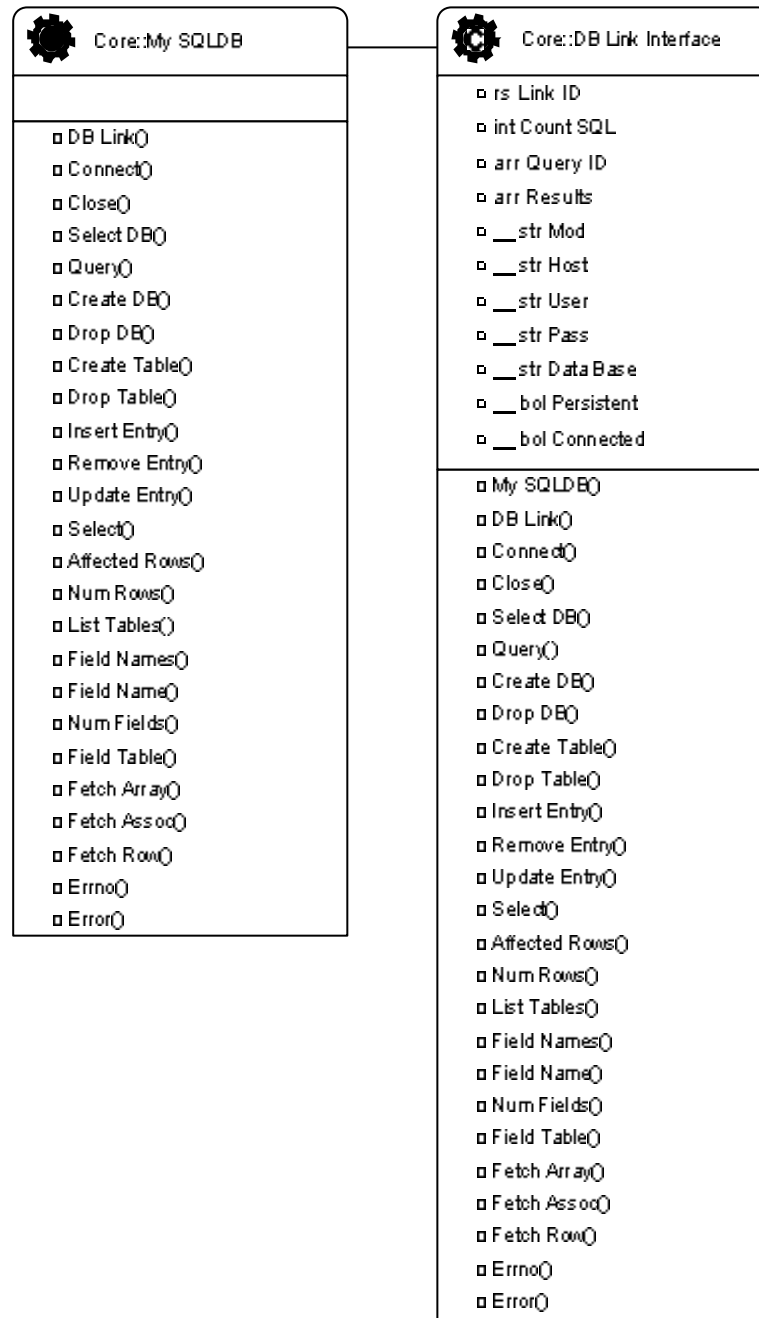 Core::My SQLDB
DB Link()
Connect()
Close()
Select DB()
Query()
Create DB()
Drop DB()
Create Table()
Drop Table()
Insert Entry()
Remove Entry()
Update Entry()
Select()
Affected Rows()
Num Rows()
List Tables()
Field Names()
Field Name()
Num Fields()
Field Table()
Fetch Array()
Fetch Assoc()
Fetch Row()
Errno()
Error()
C
Core::DB Link Interface
rs Link ID
int Count SQL
arr Query ID
arr Results
__str Mod
__str Host
__str User
__str Pass
__str Data Base
__bol Persistent
__bol Connected
My SQLDB()
DB Link()
Connect()
Close()
Select DB()
Query()
Create DB()
Drop DB()
Create Table()
Drop Table()
Insert Entry()
Remove Entry()
Update Entry()
Select()
Affected Rows()
Num Rows()
List Tables()
Field Names()
Field Name()
Num Fields()
Field Table()
Fetch Array()
Fetch Assoc()
Fetch Row()
Errno()
Error()